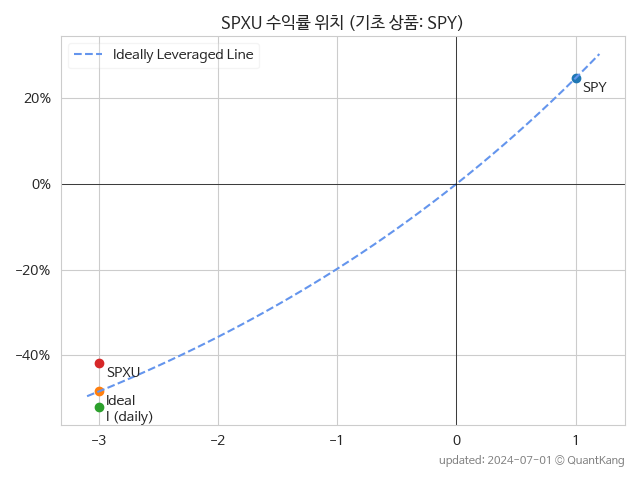 SPXU 수익률 위치 (기초 상품: SPY)
Ideally Leveraged Line
20%
0%
−20%
−40%
SPY
SPXU
Ideal
I (daily)
−3
−2
−1
0
1
updated: 2024-07-01 © QuantKang